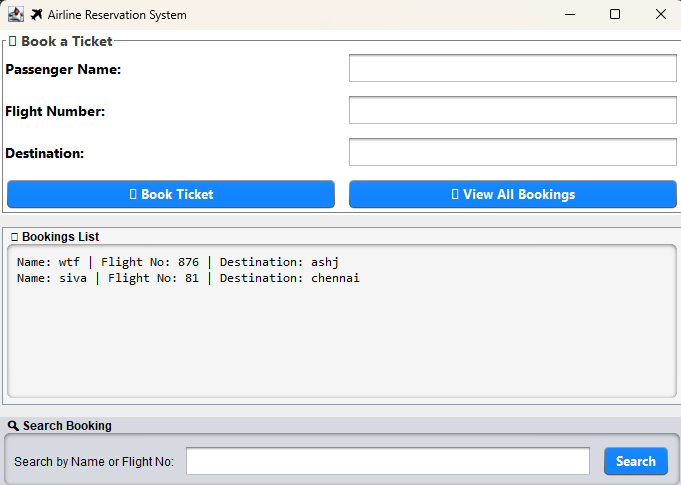 Airline Reservation System
Book a Ticket
Passenger Name:
Flight Number:
Destination:
Book Ticket
View All Bookings
Bookings List
Name: wtf | Flight No: 876 | Destination: ashj
Name: siva | Flight No: 81 | Destination: chennai
Search Booking
Search by Name or Flight No:
Search